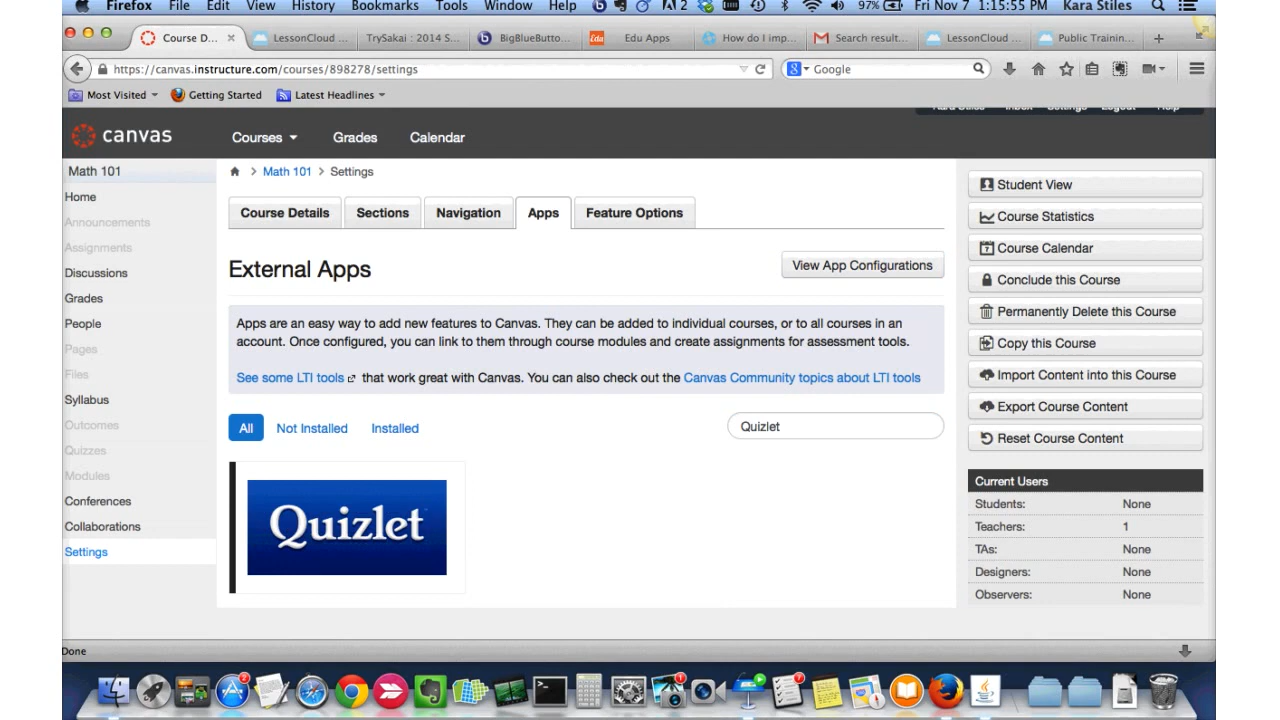 Firefox File Edit View History Bookmarks Tools Window Help 2 97% Fri Nov 7 1:15:55 PM Kara Stiles
Course D... LessonCloud ... TrySakai : 2014 S... BigBlueButto... Edu Apps How do I imp... Search result... LessonCloud ... Public Trainin...
https://canvas.instructure.com/courses/898278/settings Google
Most Visited Getting Started Latest Headlines
canvas Courses Grades Calendar
Math 101
Home
Announcements
Assignments
Discussions
Grades
People
Pages
Files
Syllabus
Outcomes
Quizzes
Modules
Conferences
Collaborations
Settings
Math 101 > Settings
Course Details Sections Navigation Apps Feature Options
External Apps View App Configurations
Apps are an easy way to add new features to Canvas. They can be added to individual courses, or to all courses in an
account. Once configured, you can link to them through course modules and create assignments for assessment tools.
See some LTI tools that work great with Canvas. You can also check out the Canvas Community topics about LTI tools
All Not Installed Installed Quizlet
Quizlet
Student View
Course Statistics
Course Calendar
Conclude this Course
Permanently Delete this Course
Copy this Course
Import Content into this Course
Export Course Content
Reset Course Content
Current Users
Students: None
Teachers: 1
TAs: None
Designers: None
Observers: None
Done